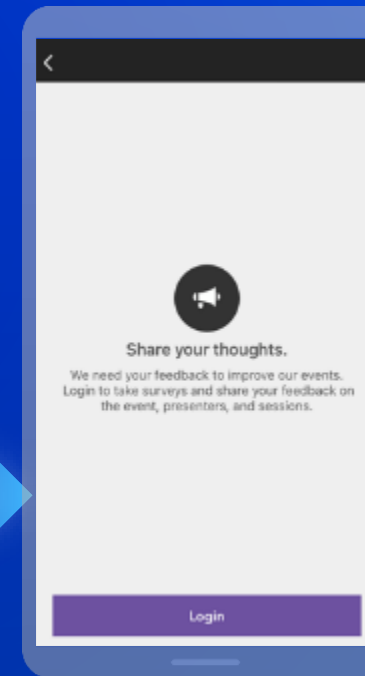 Share your thoughts.
We need your feedback to improve our events.
Login to take surveys and share your feedback on
the event, presenters, and sessions.
Login